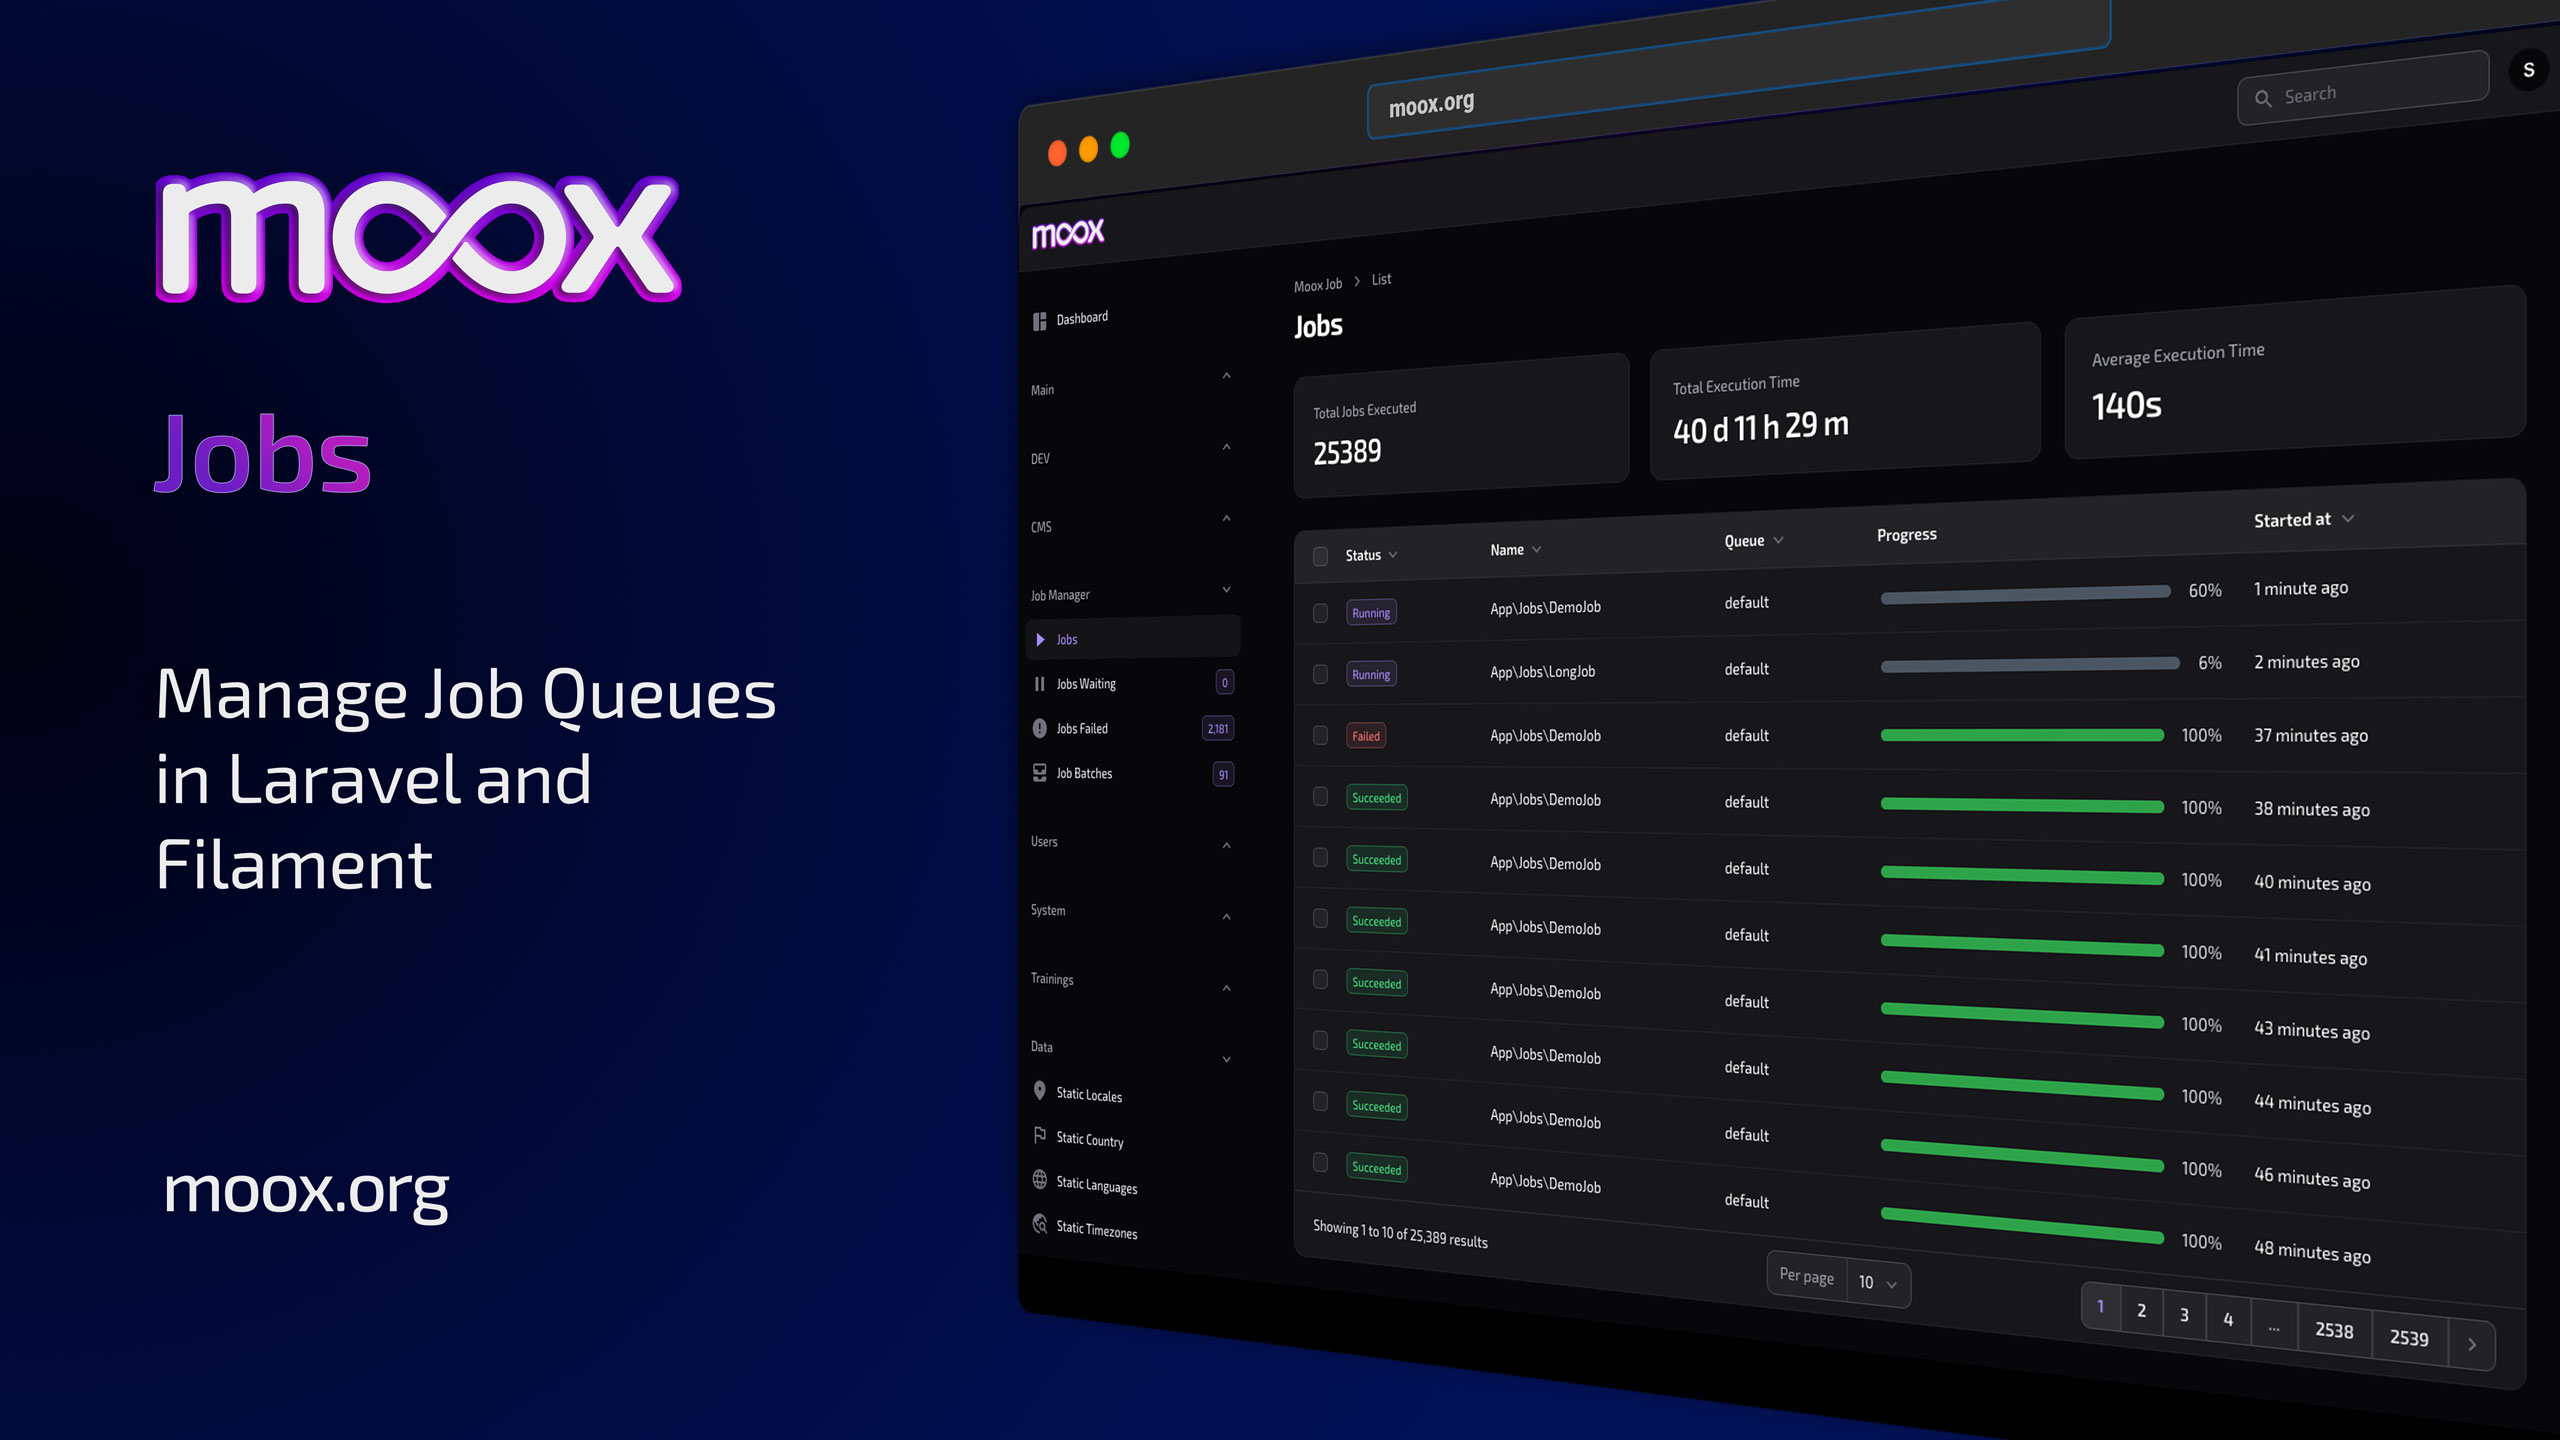 moox
Jobs
Manage Job Queues
in Laravel and
Filament
moox.org
moox.org
Search
S
moox
Dashboard
Main
DEV
CMS
Job Manager
Jobs
Jobs Waiting 0
Jobs Failed 2,181
Job Batches 91
Users
System
Trainings
Data
Static Locales
Static Country
Static Languages
Static Timezones
Moox Job > List
Jobs
Total Jobs Executed
25389
Total Execution Time
40 d 11 h 29 m
Average Execution Time
140s
Status Name Queue Progress Started at
Running App\Jobs\DemoJob default 60% 1 minute ago
Running App\Jobs\LongJob default 6% 2 minutes ago
Failed App\Jobs\DemoJob default 100% 37 minutes ago
Succeeded App\Jobs\DemoJob default 100% 38 minutes ago
Succeeded App\Jobs\DemoJob default 100% 40 minutes ago
Succeeded App\Jobs\DemoJob default 100% 41 minutes ago
Succeeded App\Jobs\DemoJob default 100% 43 minutes ago
Succeeded App\Jobs\DemoJob default 100% 44 minutes ago
Succeeded App\Jobs\DemoJob default 100% 46 minutes ago
Succeeded App\Jobs\DemoJob default 100% 48 minutes ago
Showing 1 to 10 of 25,389 results
Per page 10
1 2 3 4 ... 2538 2539 >